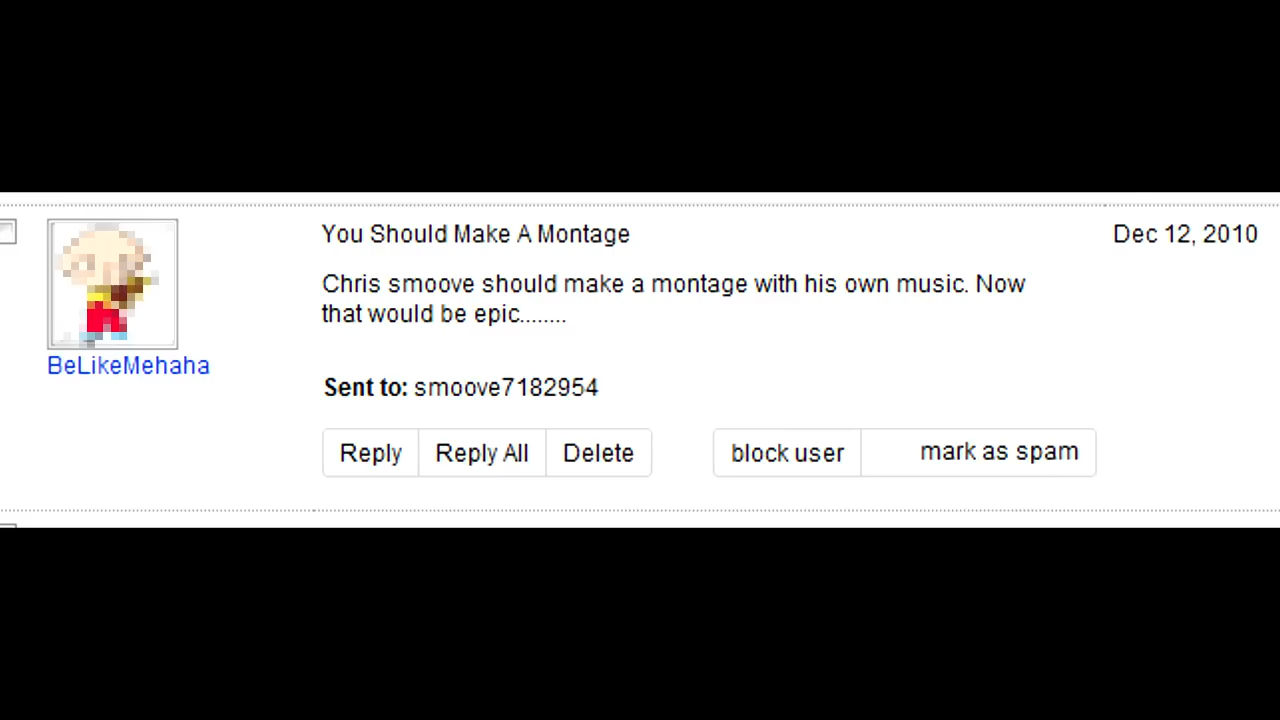 You Should Make A Montage
Dec 12, 2010
Chris smoove should make a montage with his own music. Now
that would be epic........
BeLikeMehaha
Sent to: smoove7182954
Reply
Reply All
Delete
block user
mark as spam